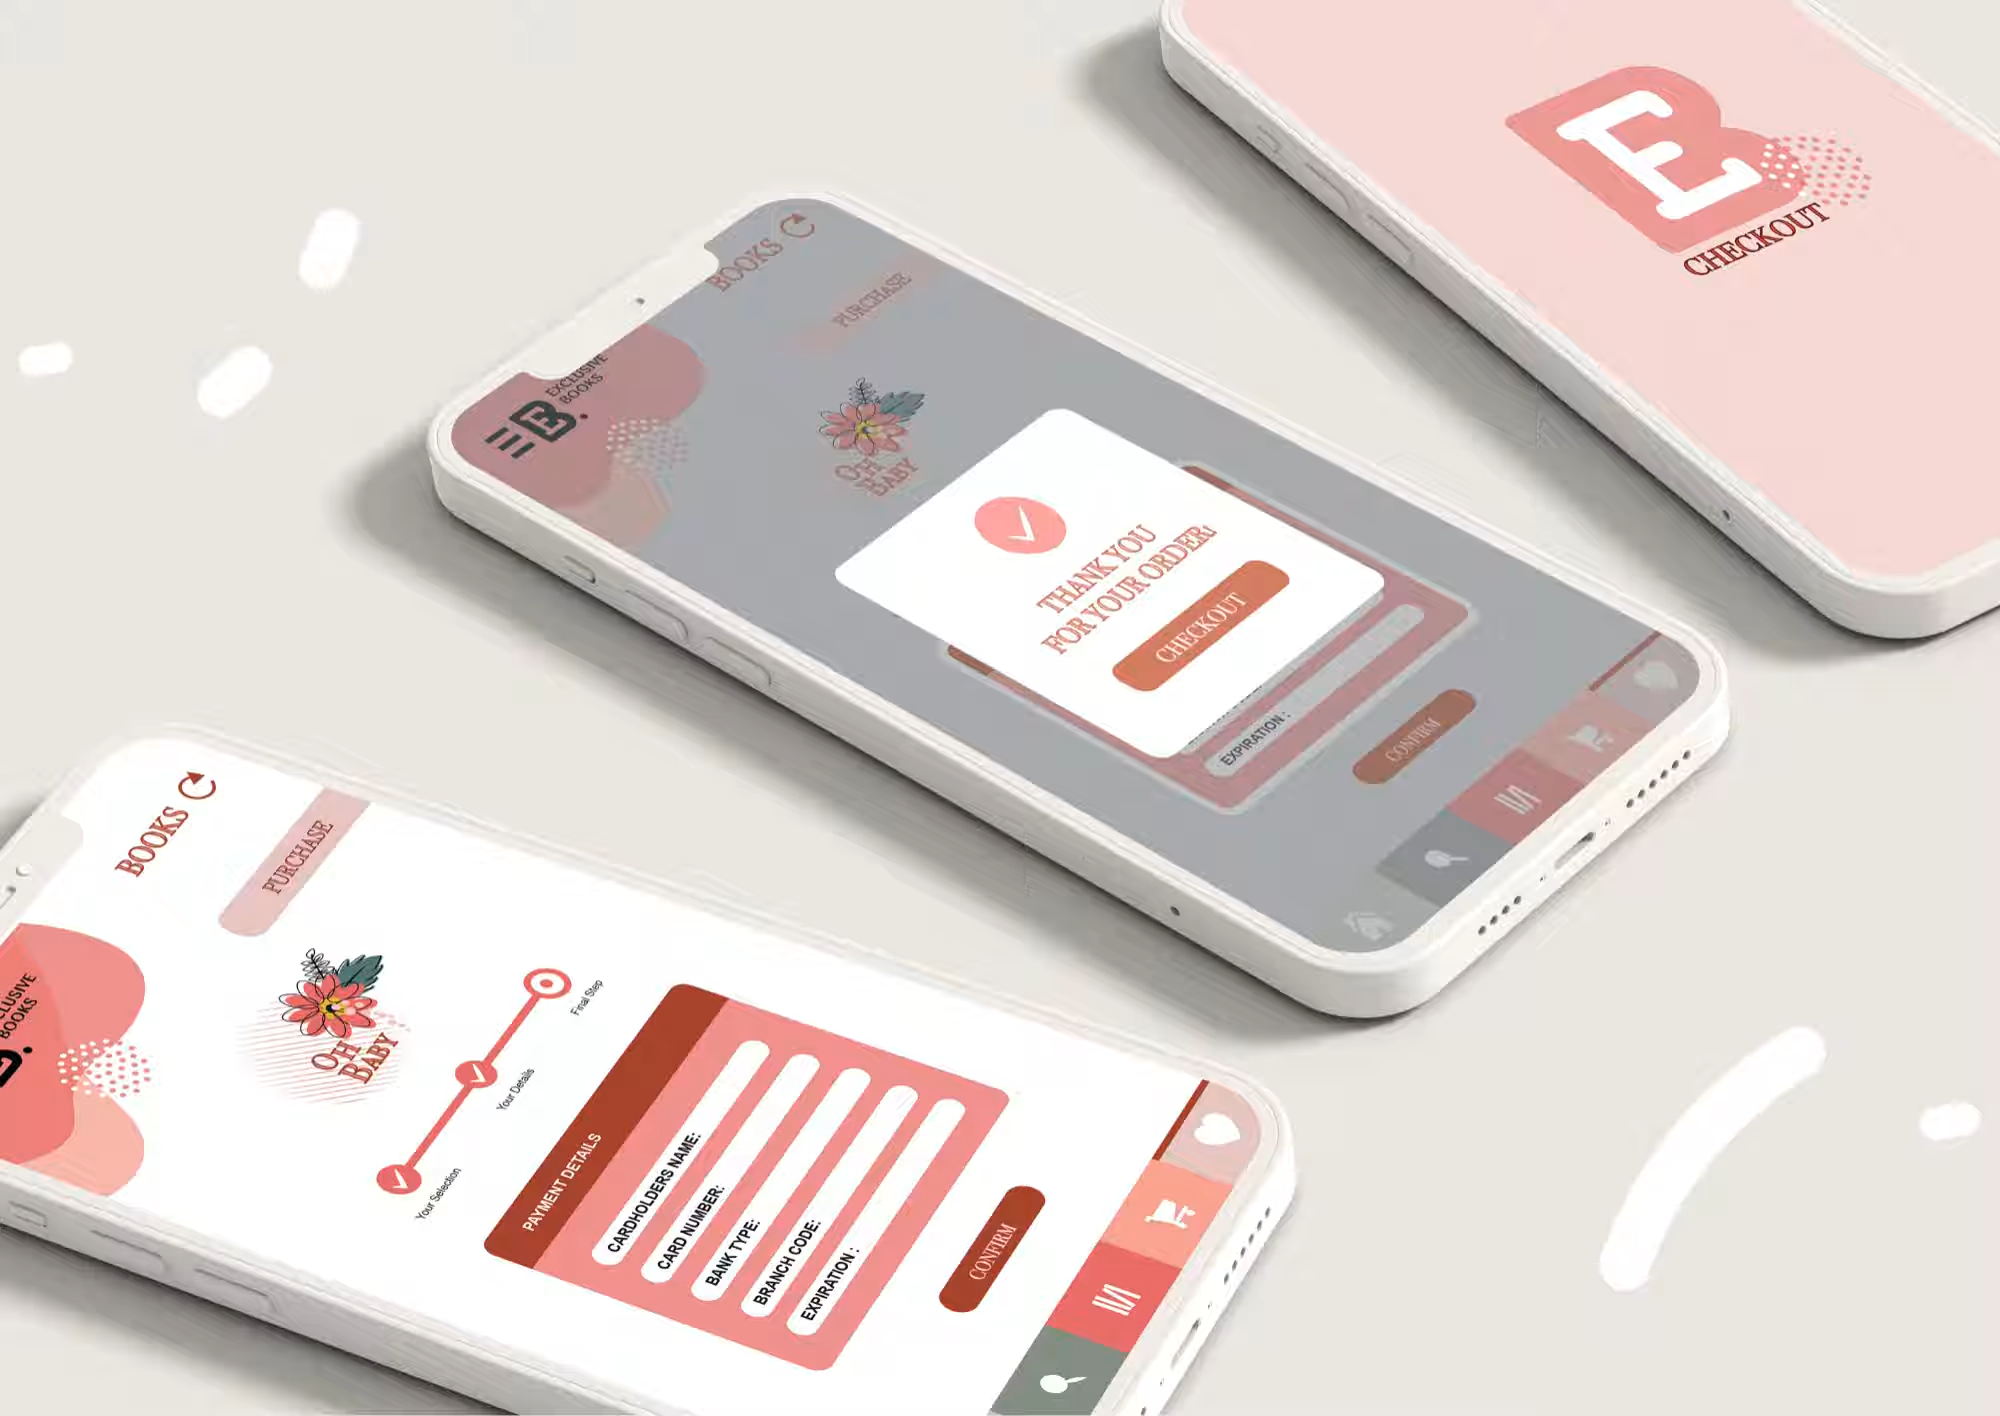 E
CHECKOUT
BOOKS
PURCHASE
EB.
EXCLUSIVE
BOOKS
OH
BABY
THANK YOU
FOR YOUR ORDER!
CHECKOUT
EXPIRATION :
CONFIRM
BOOKS
PURCHASE
BOOKS
OH
BABY
Final Step
Your Details
Your Selection
PAYMENT DETAILS
CARDHOLDERS NAME:
CARD NUMBER:
BANK TYPE:
BRANCH CODE:
EXPIRATION :
CONFIRM